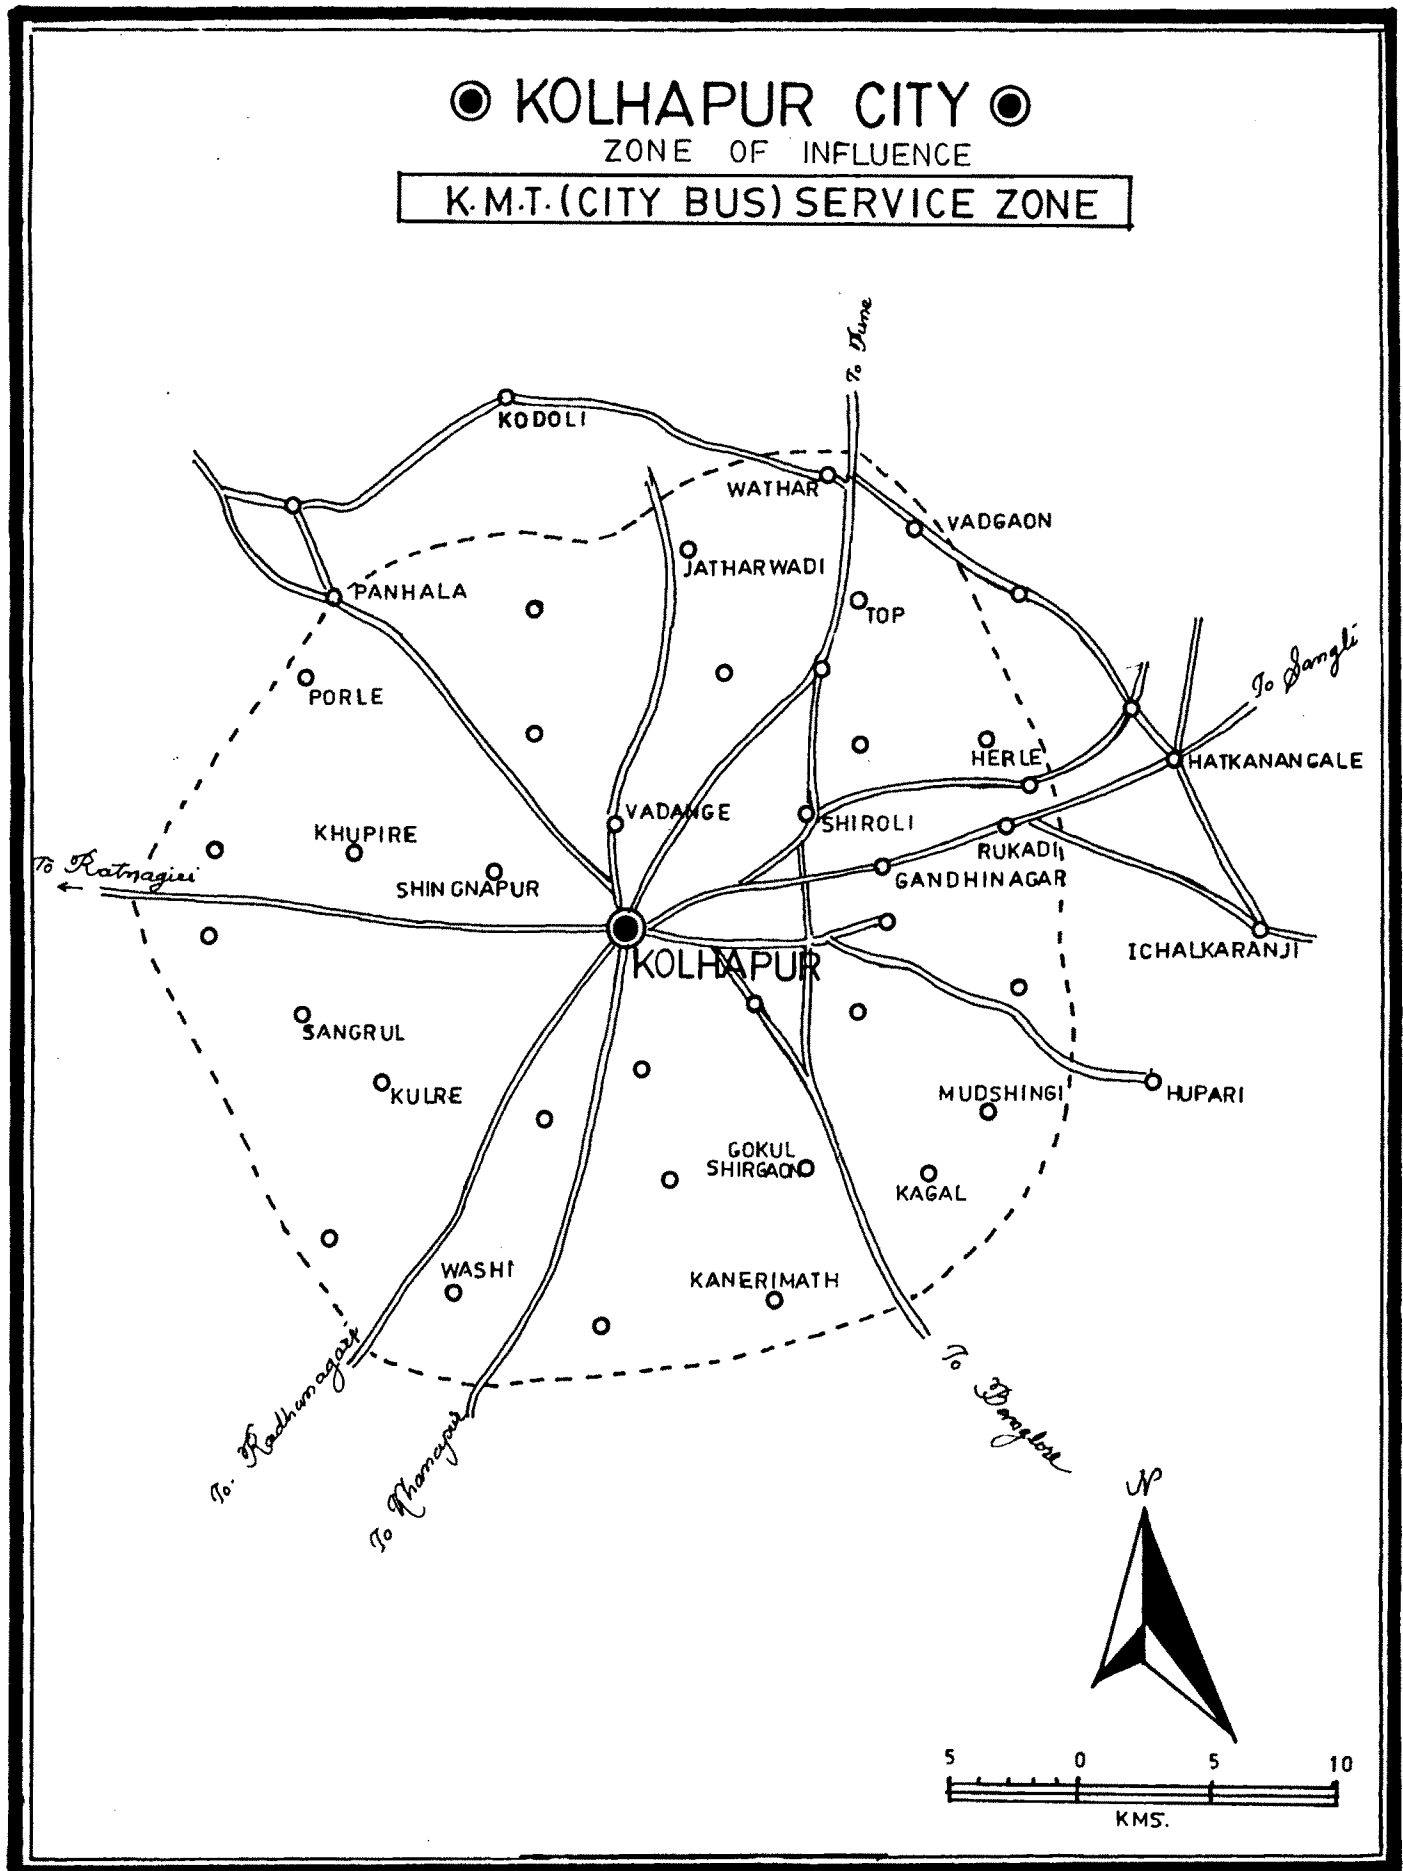 KOLHAPUR CITY
ZONE OF INFLUENCE
K.M.T. (CITY BUS) SERVICE ZONE
To Pune
KODOLI
WATHAR
VADGAON
JATHARWADI
PANHALA
TOP
To Sangli
PORLE
HERLE
HATKANANGALE
VADANGE
SHIROLI
KHUPIRE
RUKADI
To Ratnagiri
SHINGNAPUR
GANDHINAGAR
ICHALKARANJI
KOLHAPUR
SANGRUL
KULRE
MUDSHINGI
HUPARI
GOKUL
SHIRGAON
KAGAL
WASHI
KANERIMATH
To. Radhanagari
To Khanapur
To Banglore
N
5 0 5 10
KMS.